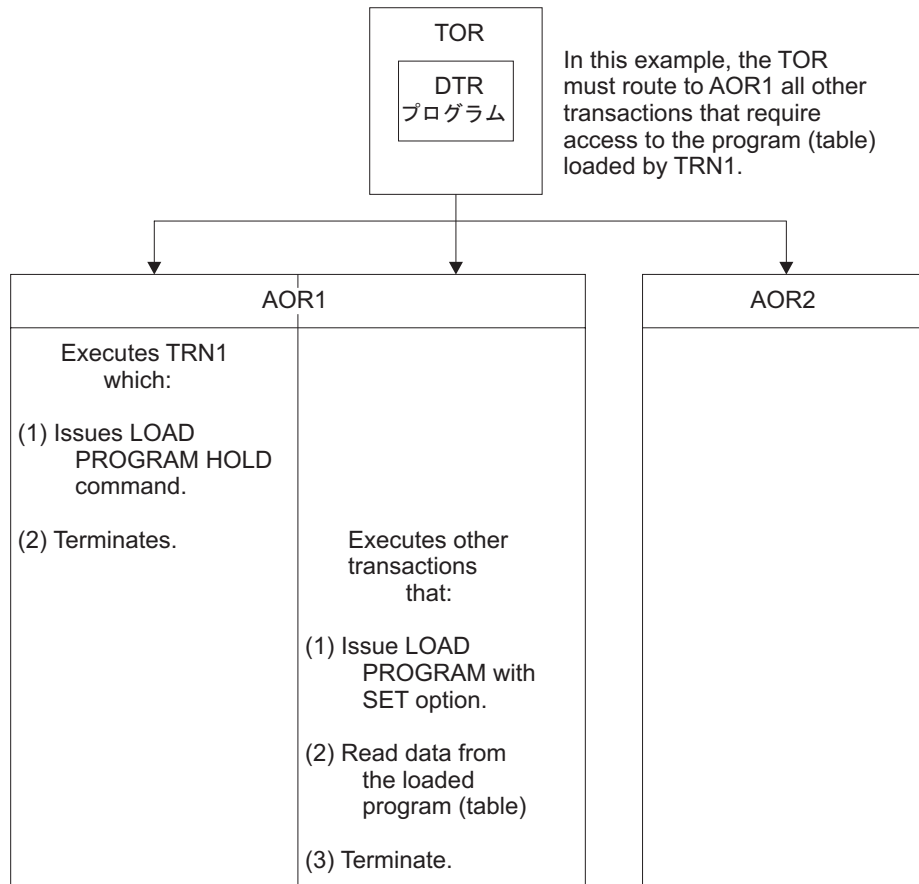 TOR
DTR
プログラム
In this example, the TOR
must route to AOR1 all other
transactions that require
access to the program (table)
loaded by TRN1.
AOR1
AOR2
Executes TRN1
which:
(1) Issues LOAD
PROGRAM HOLD
command.
(2) Terminates.
Executes other
transactions
that:
(1) Issue LOAD
PROGRAM with
SET option.
(2) Read data from
the loaded
program (table)
(3) Terminate.